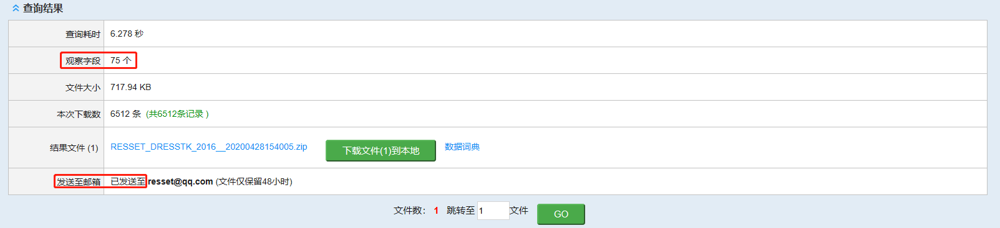 查询结果
查询耗时 6.278 秒
观察字段 75 个
文件大小 717.94 KB
本次下载数 6512 条 (共6512条记录 )
结果文件 (1) RESSET_DRESSTK_2016__20200428154005.zip 下载文件(1)到本地 数据词典
发送至邮箱 已发送至 resset@qq.com (文件仅保留48小时)
文件数： 1 跳转至 1 文件 GO